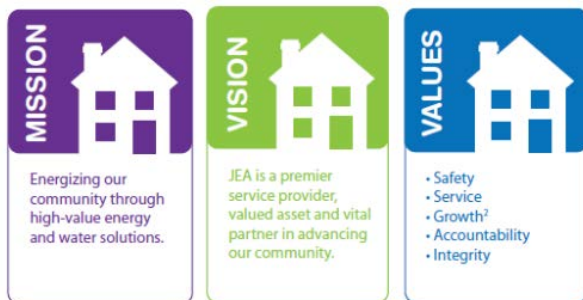 MISSION
Energizing our
community through
high-value energy
and water solutions.
VISION
JEA is a premier
service provider,
valued asset and vital
partner in advancing
our community.
VALUES
• Safety
• Service
• Growth²
• Accountability
• Integrity